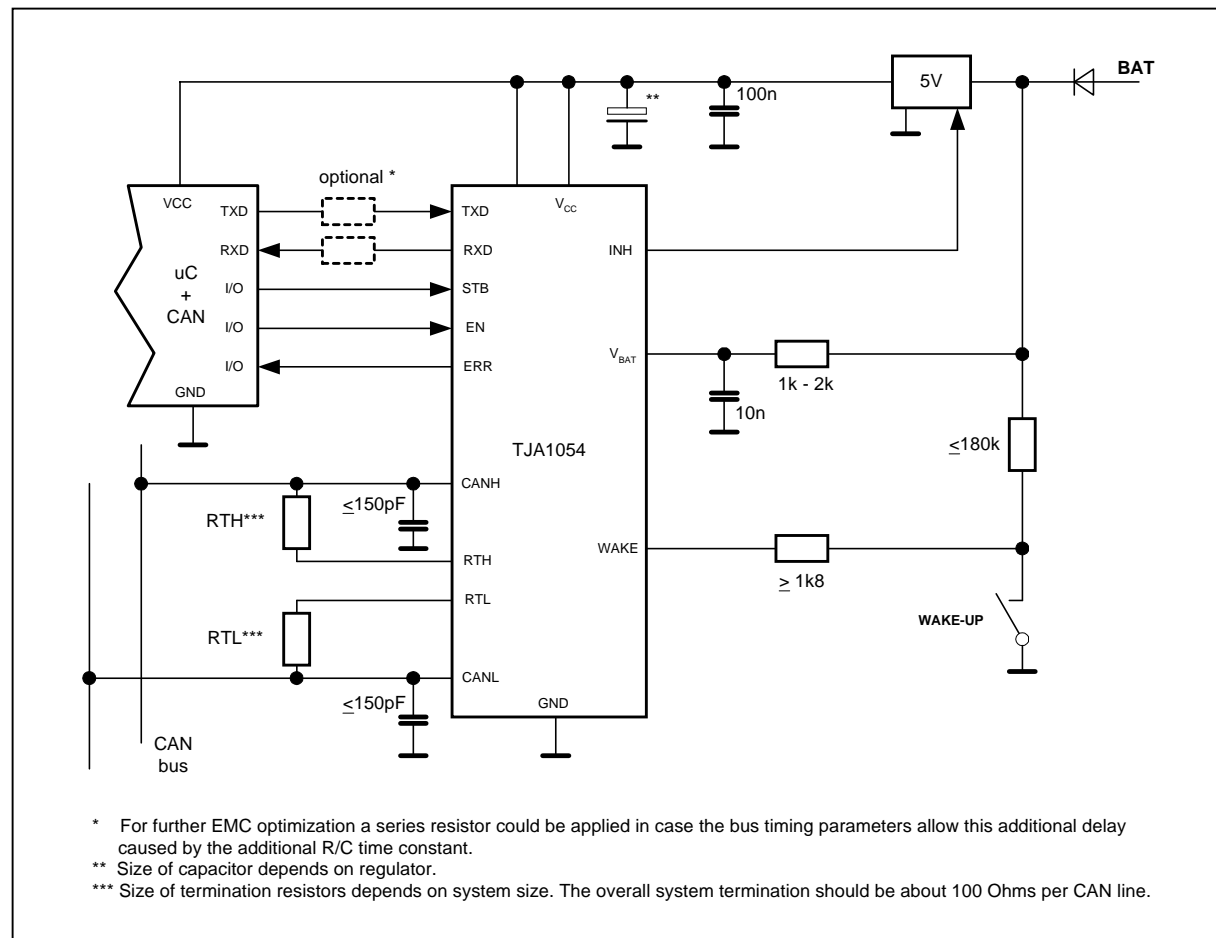 BAT
5V
**
100n
optional *
VCC
TXD
TXD
V_CC
RXD
RXD
INH
uC
+
CAN
I/O
STB
I/O
EN
I/O
ERR
V_BAT
1k - 2k
GND
10n
TJA1054
≤180k
CANH
≤150pF
RTH***
WAKE
RTH
≥ 1k8
RTL
WAKE-UP
RTL***
CANL
≤150pF
GND
CAN
bus
* For further EMC optimization a series resistor could be applied in case the bus timing parameters allow this additional delay
caused by the additional R/C time constant.
** Size of capacitor depends on regulator.
*** Size of termination resistors depends on system size. The overall system termination should be about 100 Ohms per CAN line.